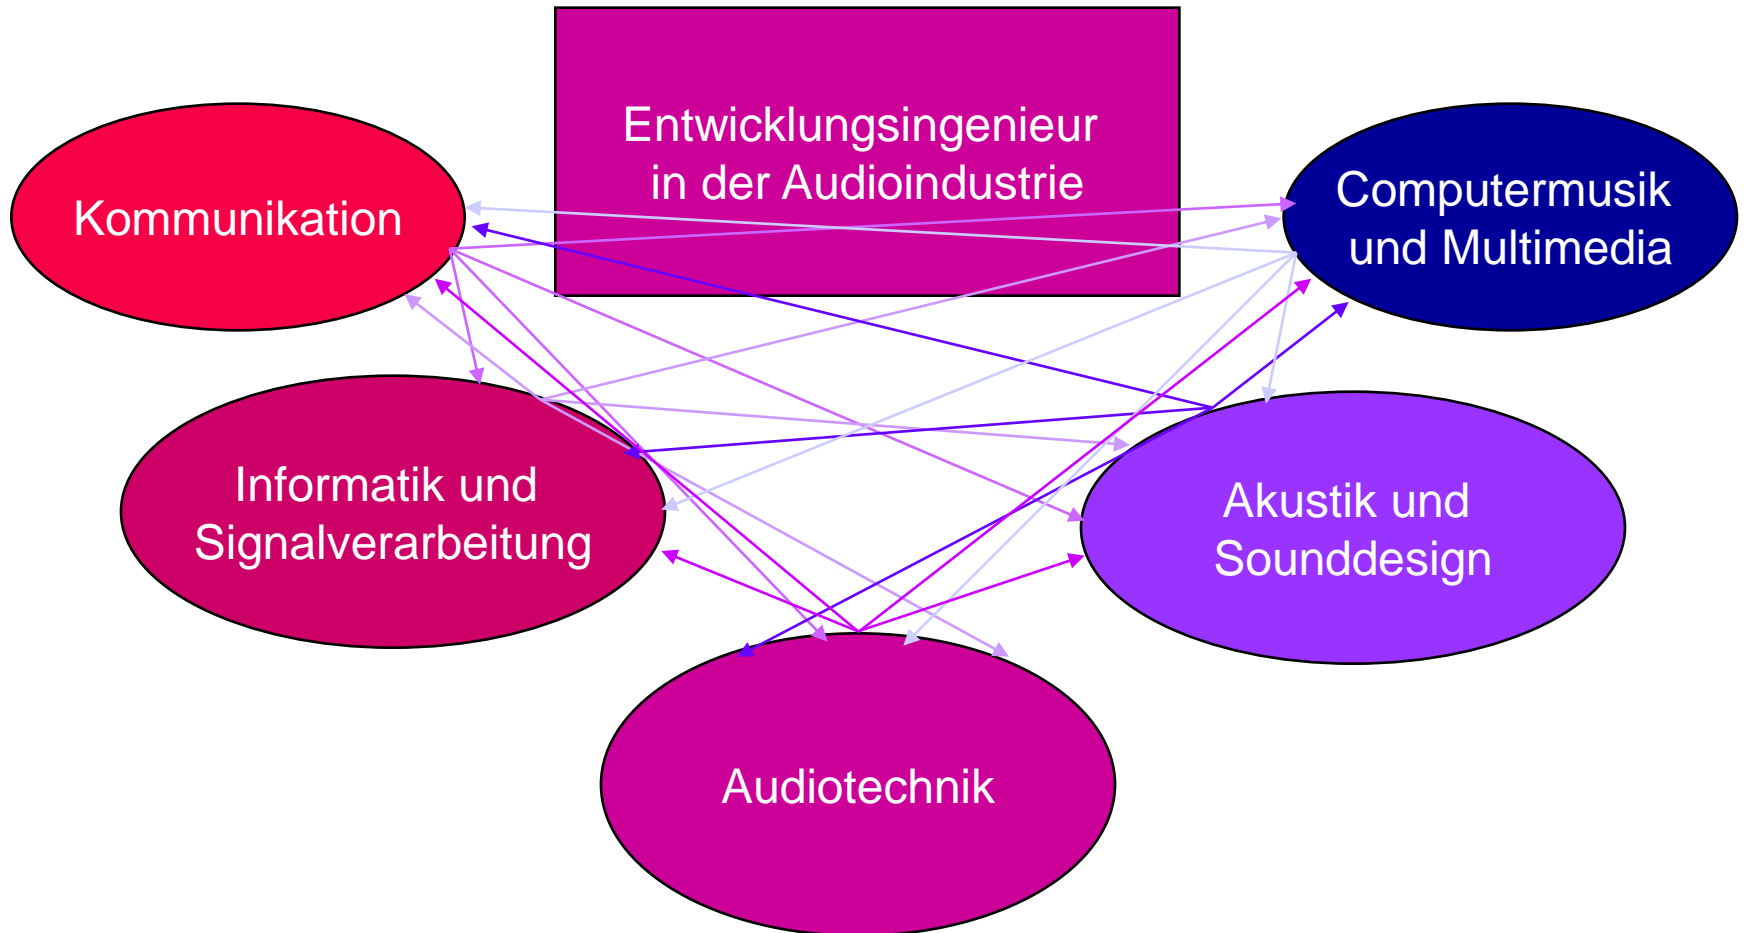 Entwicklungsingenieur
in der Audioindustrie
Kommunikation
Computermusik
und Multimedia
Informatik und
Signalverarbeitung
Akustik und
Sounddesign
Audiotechnik